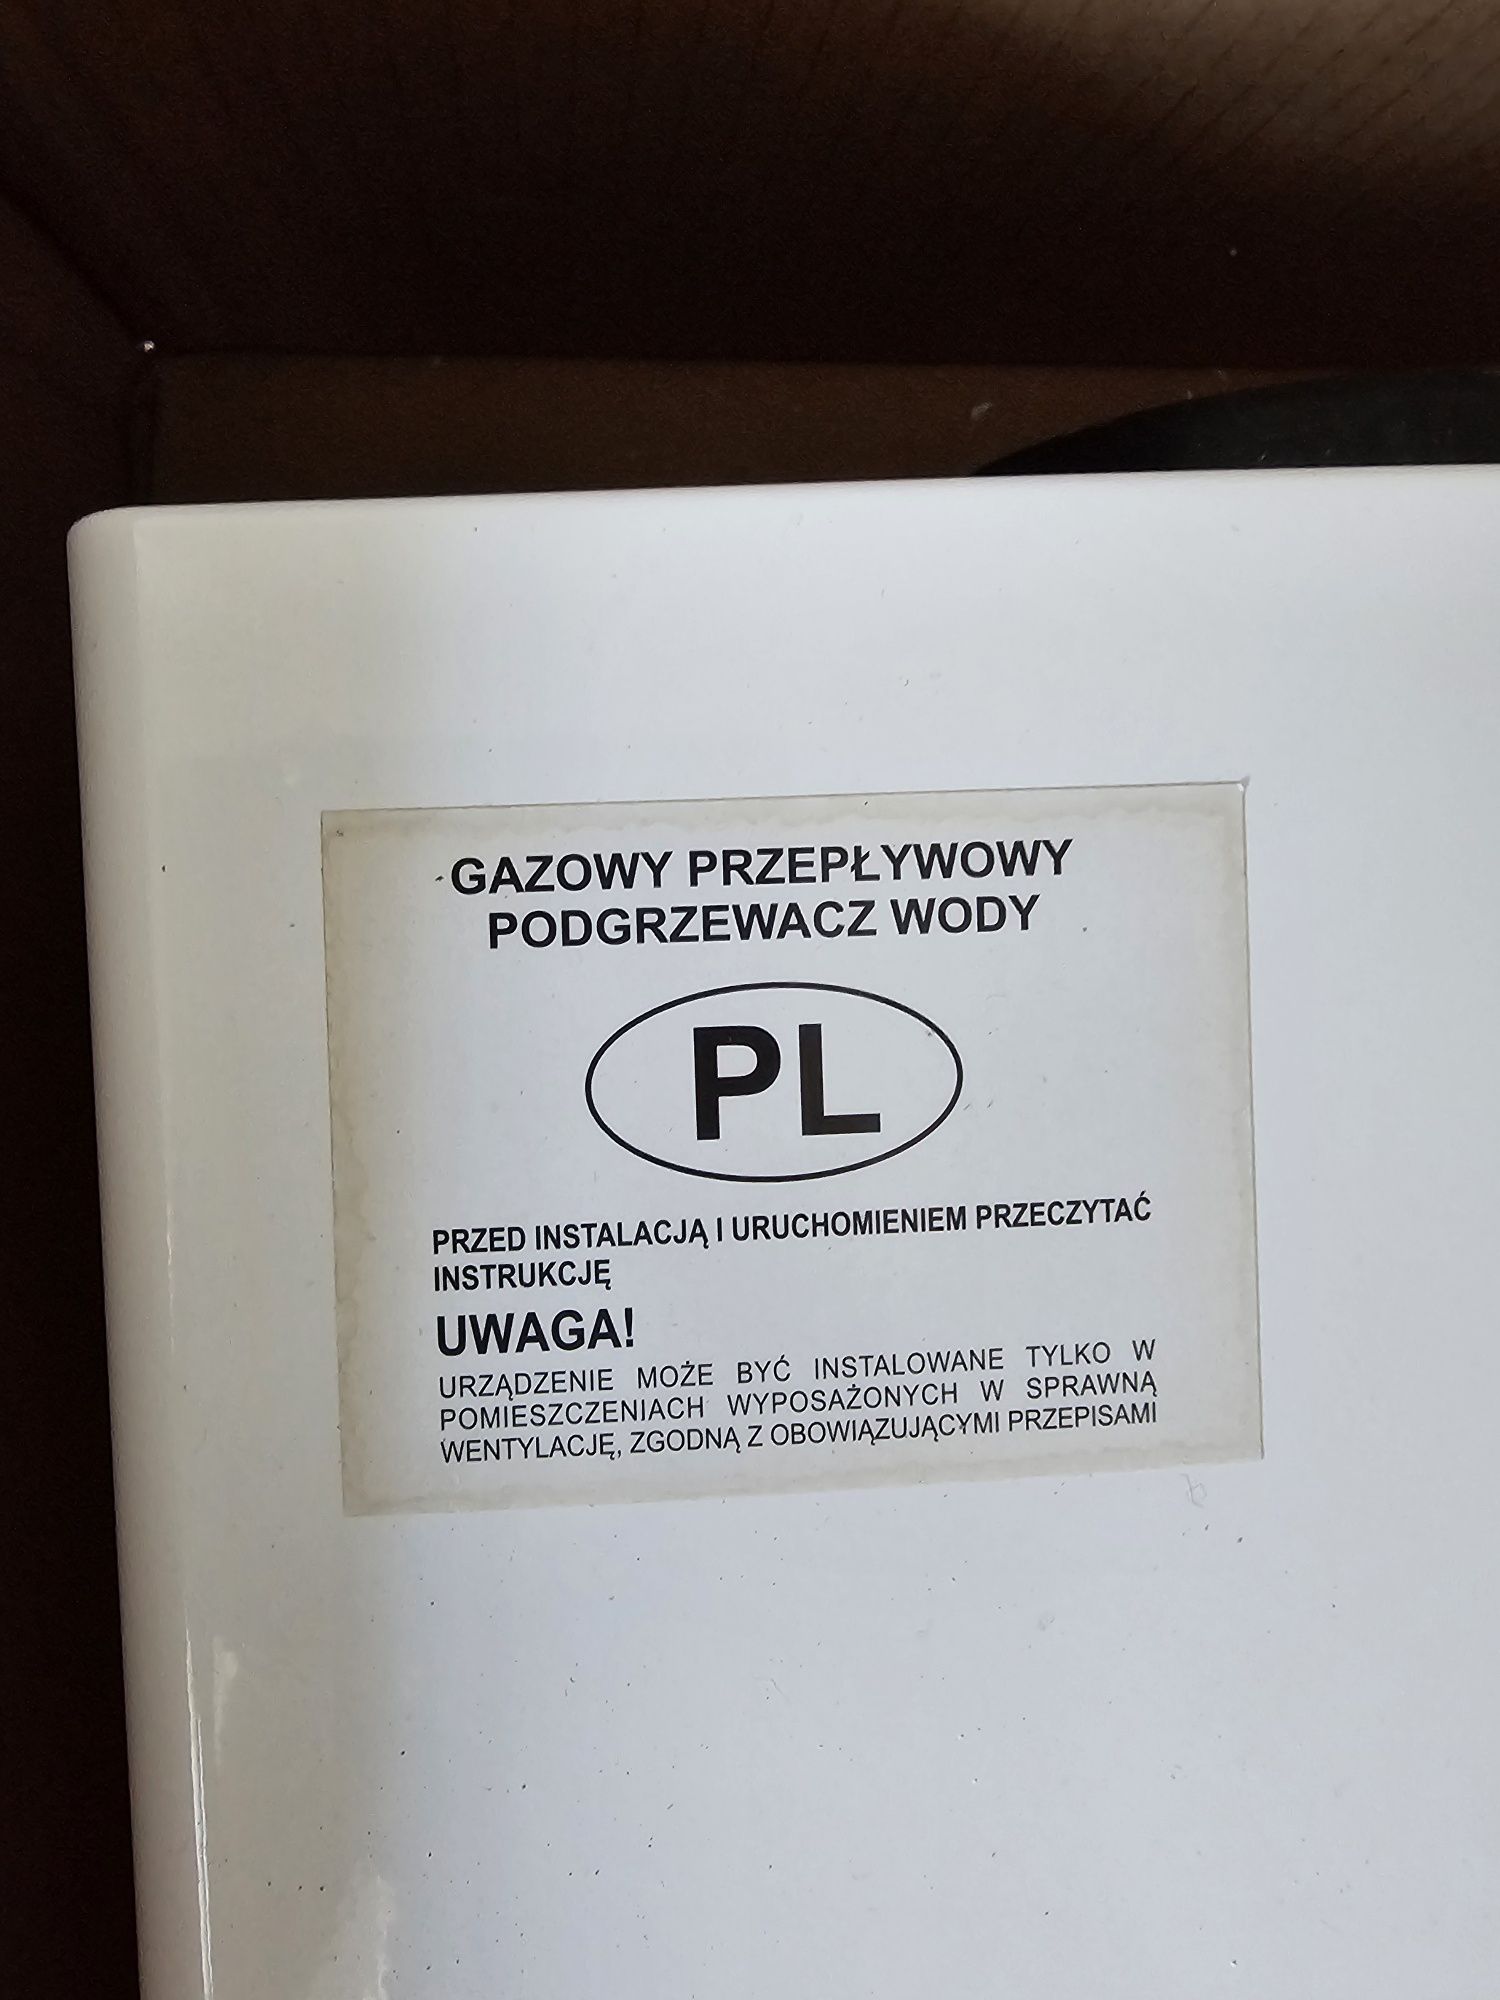 GAZOWY PRZEPŁYWOWY
PODGRZEWACZ WODY
PL
PRZED INSTALACJĄ I URUCHOMIENIEM PRZECZYTAĆ
INSTRUKCJĘ
UWAGA!
URZĄDZENIE MOŻE BYĆ INSTALOWANE TYLKO W
POMIESZCZENIACH WYPOSAŻONYCH W SPRAWNĄ
WENTYLACJĘ, ZGODNĄ Z OBOWIĄZUJĄCYMI PRZEPISAMI